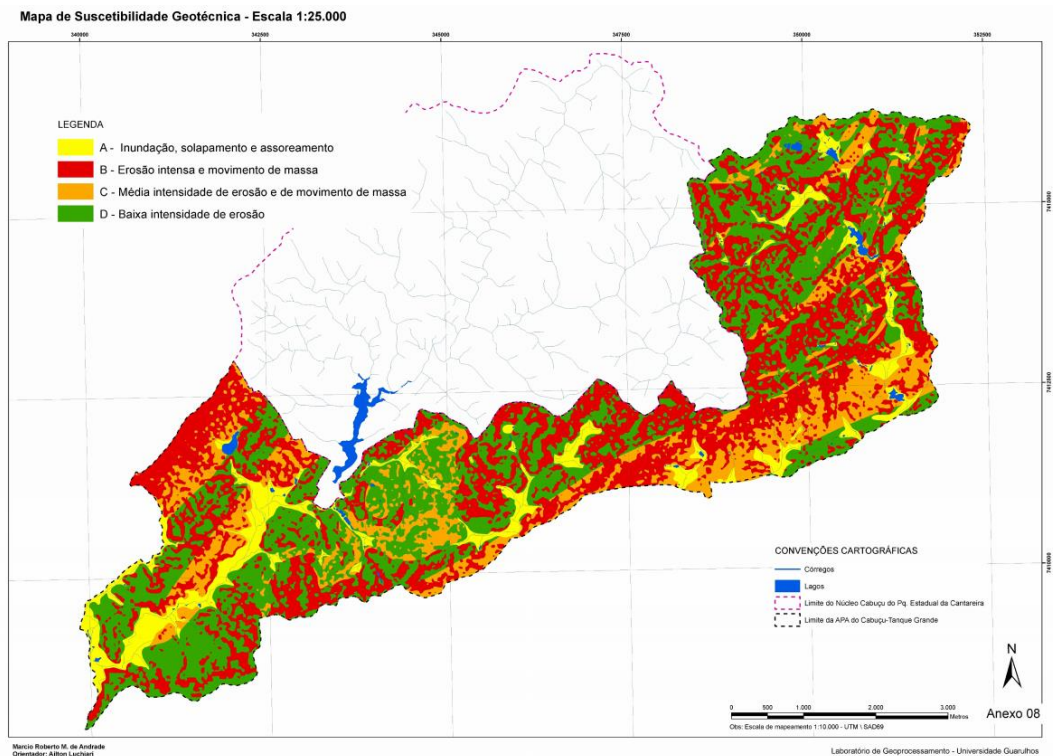 Mapa de Suscetibilidade Geotécnica - Escala 1:25.000
340000
342500
345000
347500
350000
352500
LEGENDA
A - Inundação, solapamento e assoreamento
B - Erosão intensa e movimento de massa
C - Média intensidade de erosão e de movimento de massa
D - Baixa intensidade de erosão
CONVENÇÕES CARTOGRÁFICAS
Córregos
Lagos
Limite do Núcleo Cabuçu do Pq. Estadual da Cantareira
Limite da APA do Cabuçu-Tanque Grande
N
0 500 1.000 2.000 3.000
Metros
Anexo 08
Obs: Escala de mapeamento 1:10.000 - UTM \ SAD69
Marcio Roberto M. de Andrade
Orientador: Ailton Luchiari
Laboratório de Geoprocessamento - Universidade Guarulhos